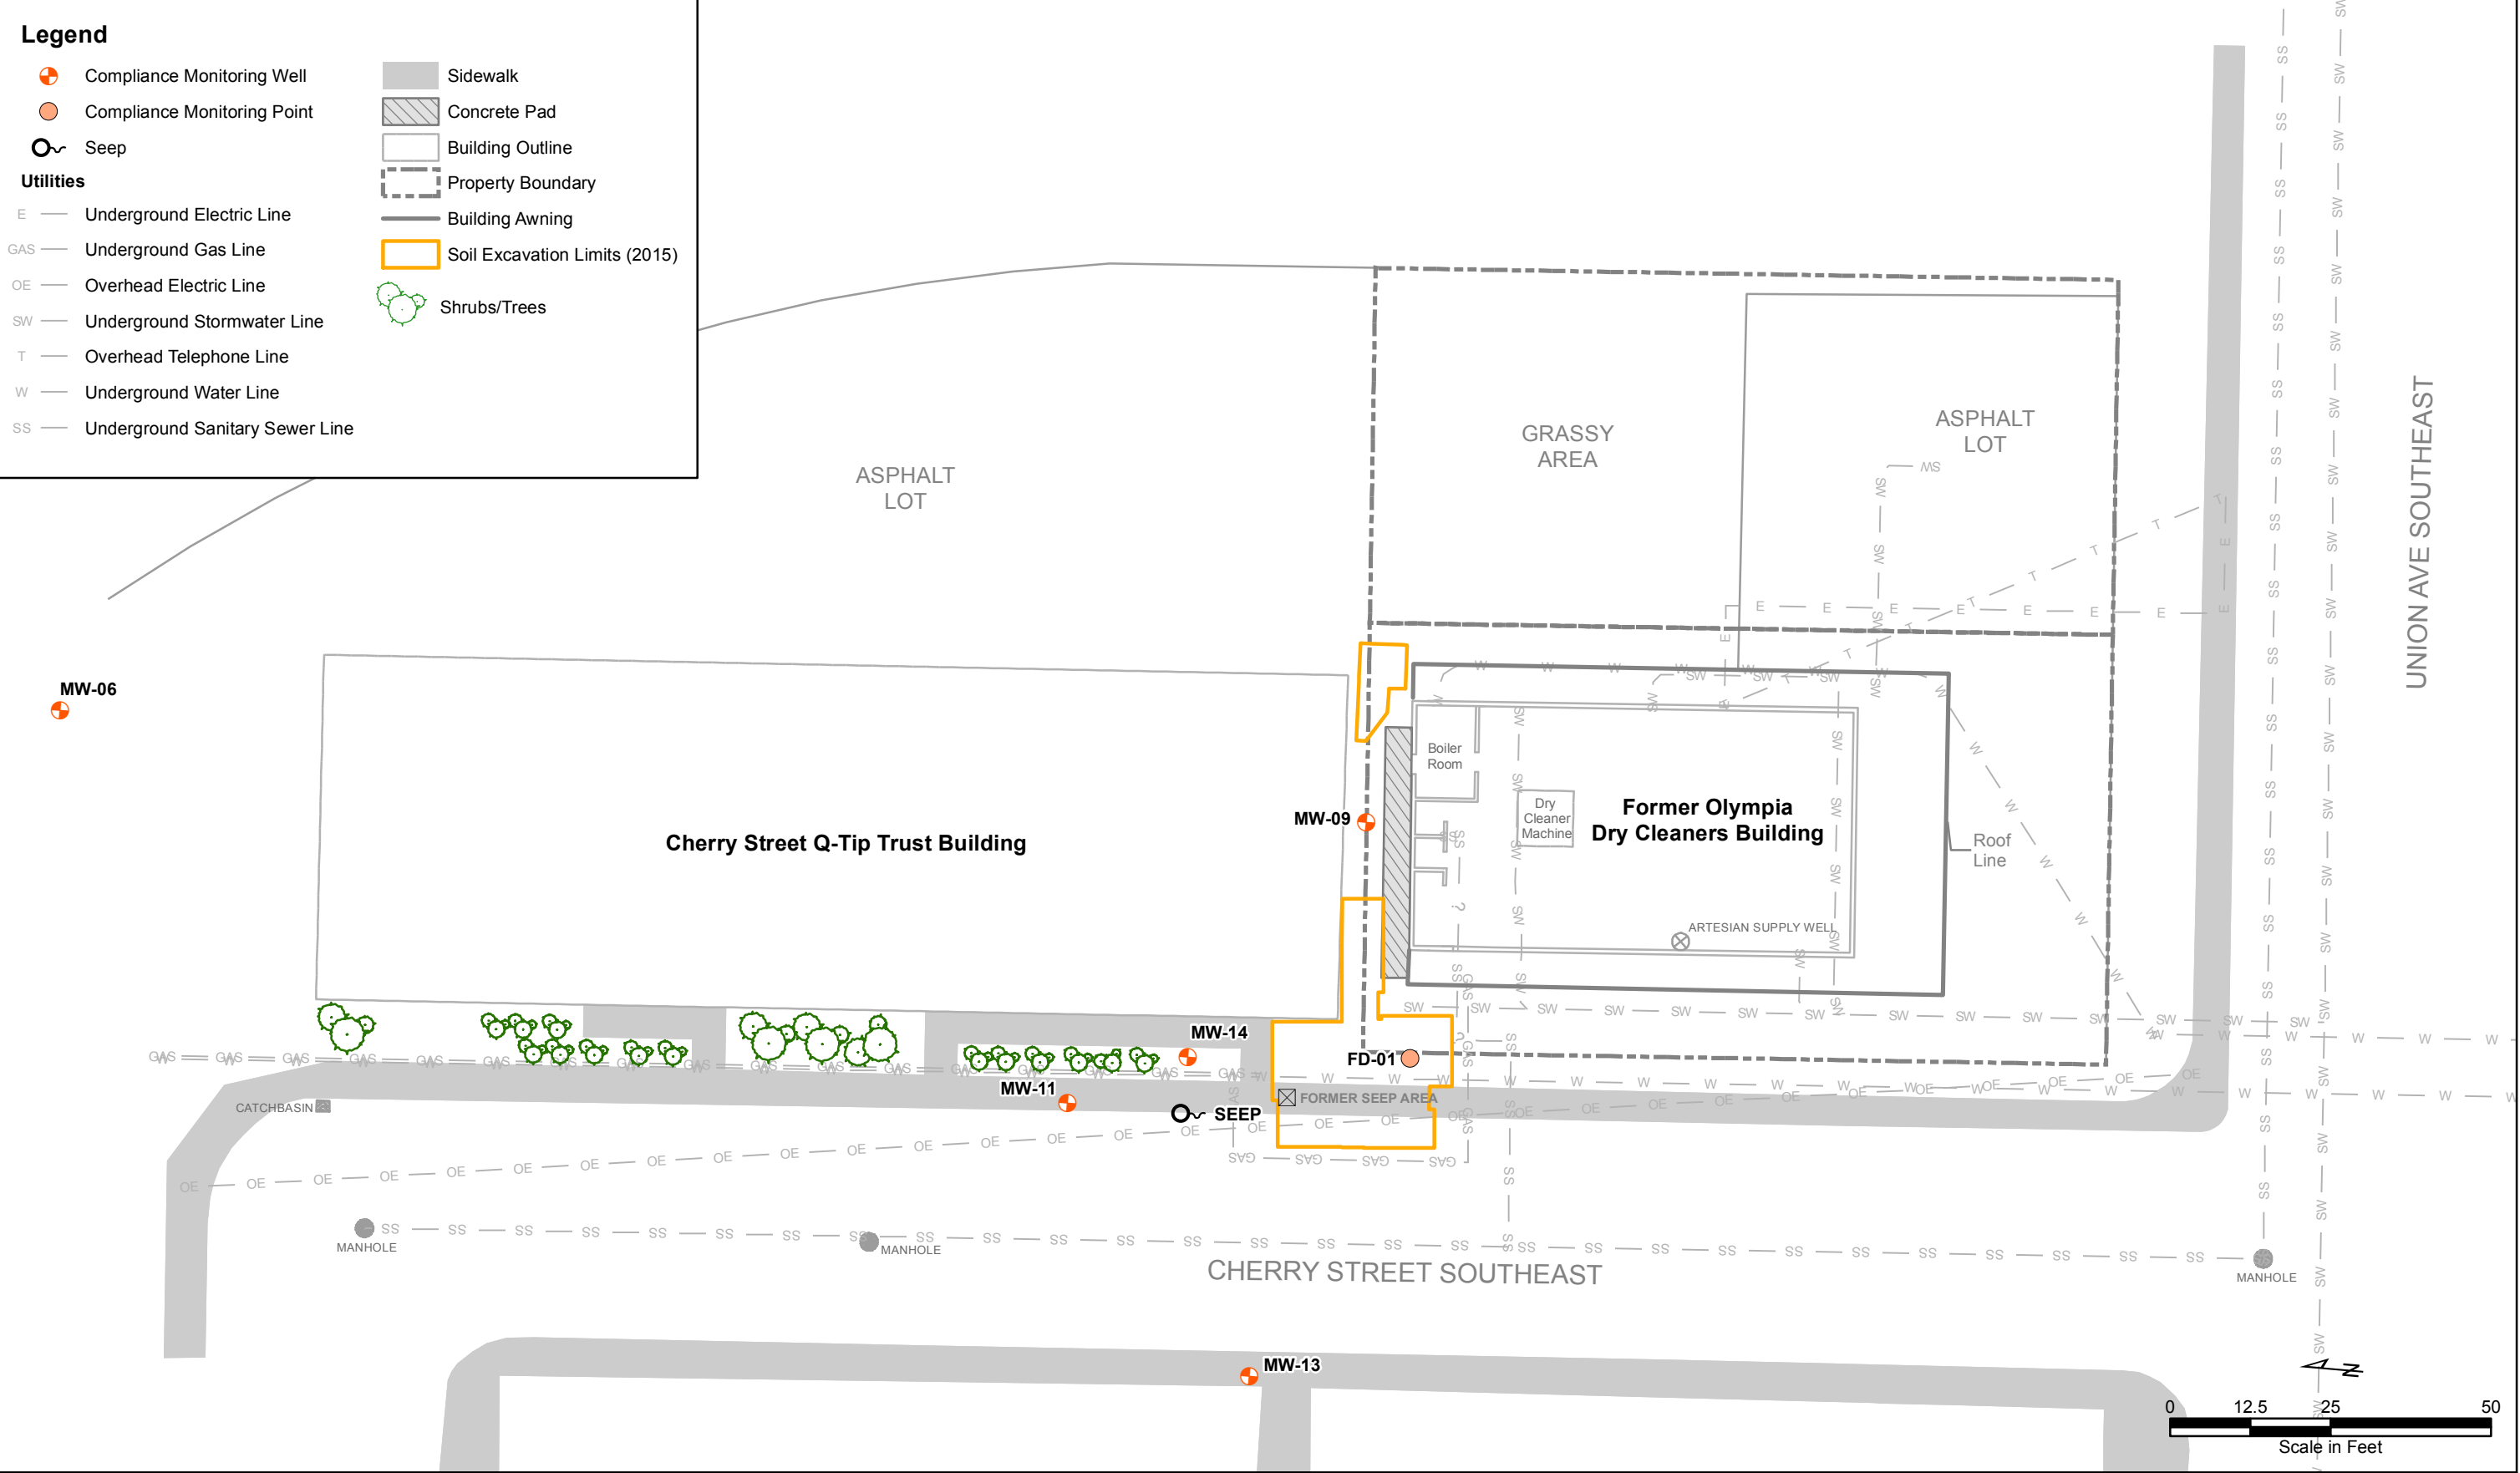 Legend
Compliance Monitoring Well
Compliance Monitoring Point
Seep
Utilities
E
Underground Electric Line
GAS
Underground Gas Line
OE
Overhead Electric Line
SW
Underground Stormwater Line
T
Overhead Telephone Line
W
Underground Water Line
SS
Underground Sanitary Sewer Line
Sidewalk
Concrete Pad
Building Outline
Property Boundary
Building Awning
Soil Excavation Limits (2015)
Shrubs/Trees
ASPHALT
LOT
GRASSY
AREA
ASPHALT
LOT
UNION AVE SOUTHEAST
MW-06
MW-09
Boiler
Room
Dry
Cleaner
Machine
Former Olympia
Dry Cleaners Building
Roof
Line
Cherry Street Q-Tip Trust Building
ARTESIAN SUPPLY WELL
MW-14
FD-01
MW-11
SEEP
FORMER SEEP AREA
CATCHBASIN
MANHOLE
MANHOLE
MANHOLE
CHERRY STREET SOUTHEAST
MW-13
N
0 12.5 25 50
Scale in Feet